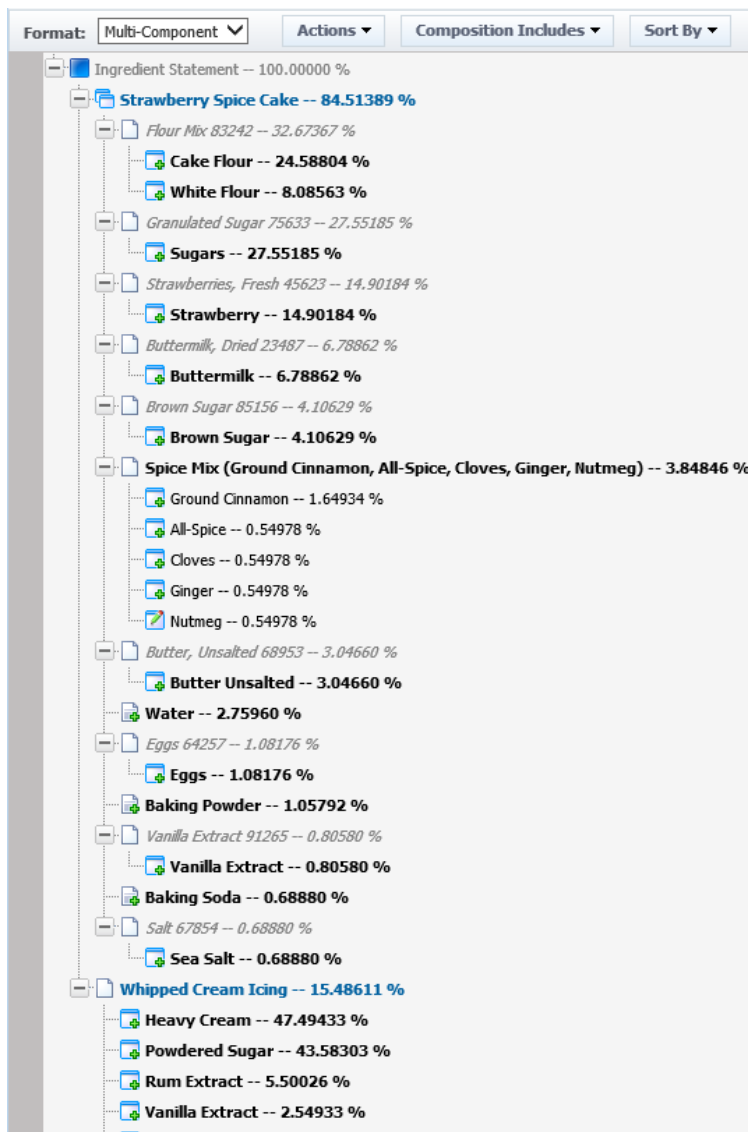 Format: Multi-Component Actions Composition Includes Sort By
Ingredient Statement -- 100.00000 %
Strawberry Spice Cake -- 84.51389 %
Flour Mix 83242 -- 32.67367 %
Cake Flour -- 24.58804 %
White Flour -- 8.08563 %
Granulated Sugar 75633 -- 27.55185 %
Sugars -- 27.55185 %
Strawberries, Fresh 45623 -- 14.90184 %
Strawberry -- 14.90184 %
Buttermilk, Dried 23487 -- 6.78862 %
Buttermilk -- 6.78862 %
Brown Sugar 85156 -- 4.10629 %
Brown Sugar -- 4.10629 %
Spice Mix (Ground Cinnamon, All-Spice, Cloves, Ginger, Nutmeg) -- 3.84846 %
Ground Cinnamon -- 1.64934 %
All-Spice -- 0.54978 %
Cloves -- 0.54978 %
Ginger -- 0.54978 %
Nutmeg -- 0.54978 %
Butter, Unsalted 68953 -- 3.04660 %
Butter Unsalted -- 3.04660 %
Water -- 2.75960 %
Eggs 64257 -- 1.08176 %
Eggs -- 1.08176 %
Baking Powder -- 1.05792 %
Vanilla Extract 91265 -- 0.80580 %
Vanilla Extract -- 0.80580 %
Baking Soda -- 0.68880 %
Salt 67854 -- 0.68880 %
Sea Salt -- 0.68880 %
Whipped Cream Icing -- 15.48611 %
Heavy Cream -- 47.49433 %
Powdered Sugar -- 43.58303 %
Rum Extract -- 5.50026 %
Vanilla Extract -- 2.54933 %